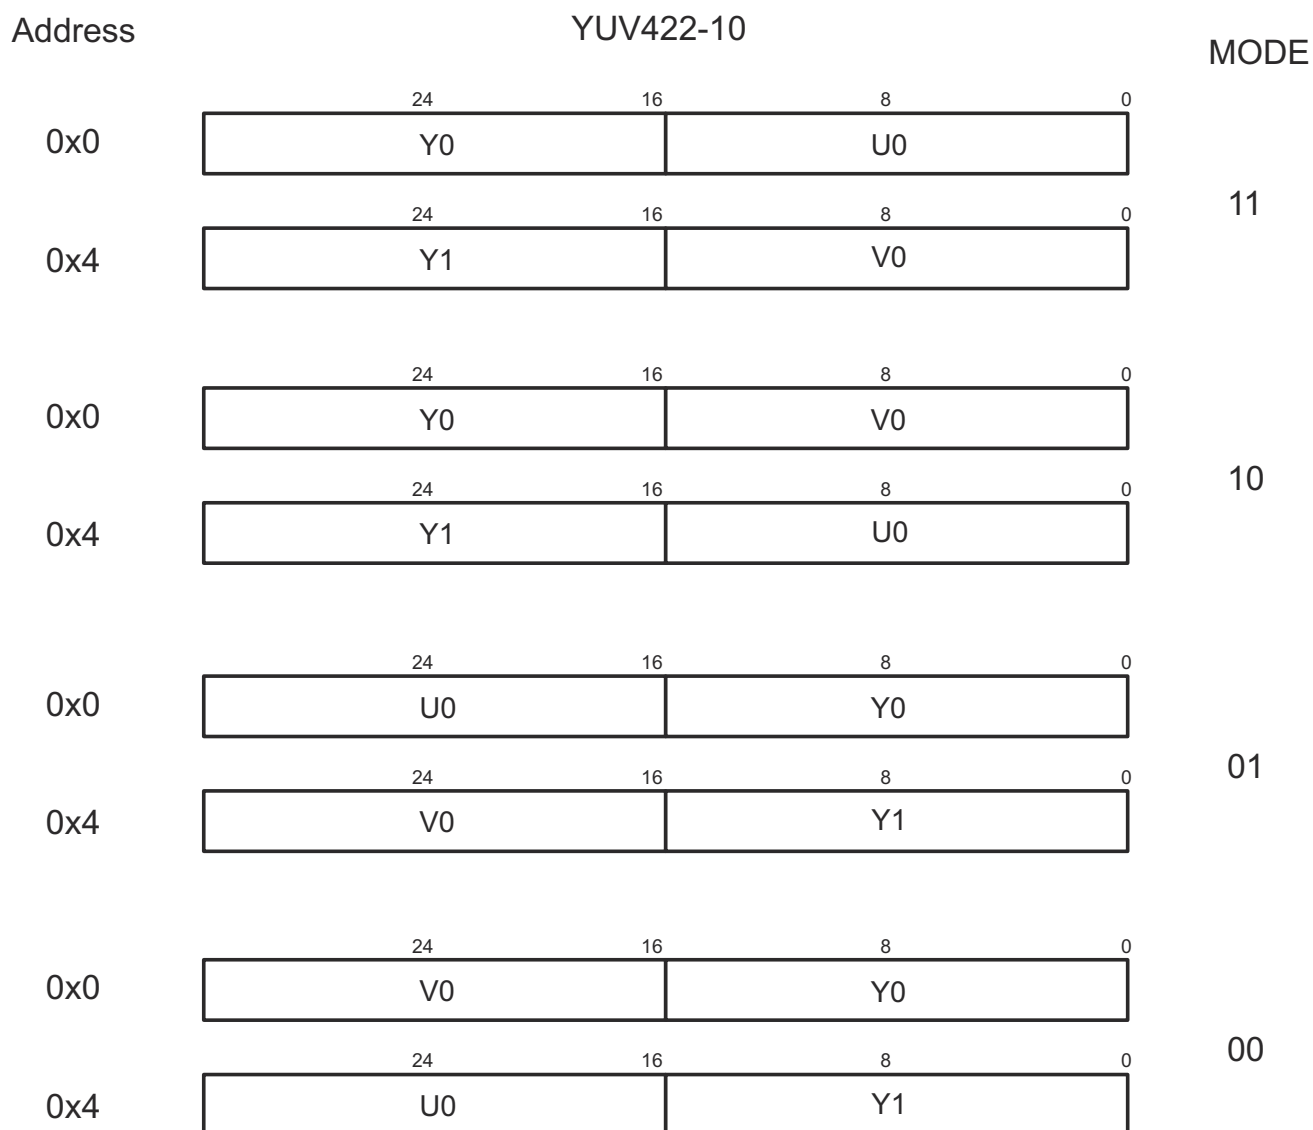 Address YUV422-10 MODE
24 16 8 0
0x0 Y0 U0
11
24 16 8 0
0x4 Y1 V0
24 16 8 0
0x0 Y0 V0
10
24 16 8 0
0x4 Y1 U0
24 16 8 0
0x0 U0 Y0
01
24 16 8 0
0x4 V0 Y1
24 16 8 0
0x0 V0 Y0
00
24 16 8 0
0x4 U0 Y1